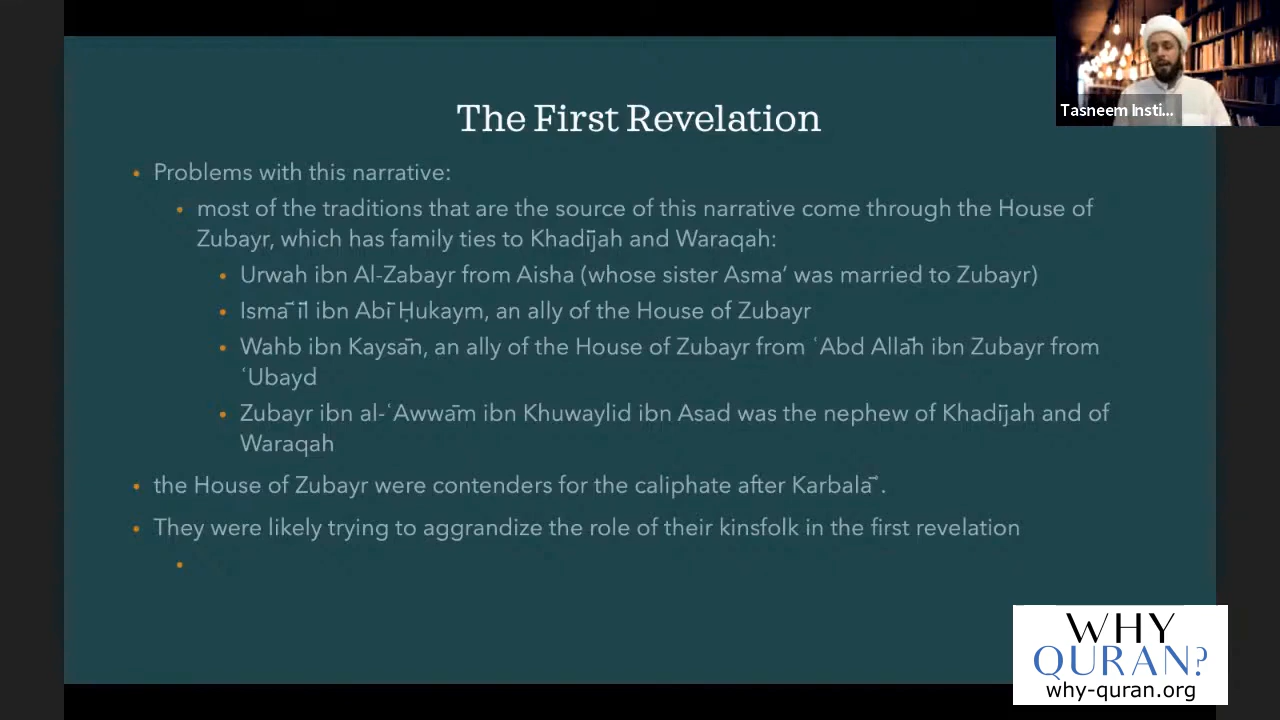 The First Revelation
Tasneem Insti...
• Problems with this narrative:
• most of the traditions that are the source of this narrative come through the House of
Zubayr, which has family ties to Khadījah and Waraqah:
• Urwah ibn Al-Zabayr from Aisha (whose sister Asma’ was married to Zubayr)
• Ismāʿīl ibn Abī Ḥukaym, an ally of the House of Zubayr
• Wahb ibn Kaysān, an ally of the House of Zubayr from ʿAbd Allāh ibn Zubayr from
ʿUbayd
• Zubayr ibn al-ʿAwwām ibn Khuwaylid ibn Asad was the nephew of Khadījah and of
Waraqah
• the House of Zubayr were contenders for the caliphate after Karbalāʾ.
• They were likely trying to aggrandize the role of their kinsfolk in the first revelation
WHY
QURAN?
why-quran.org